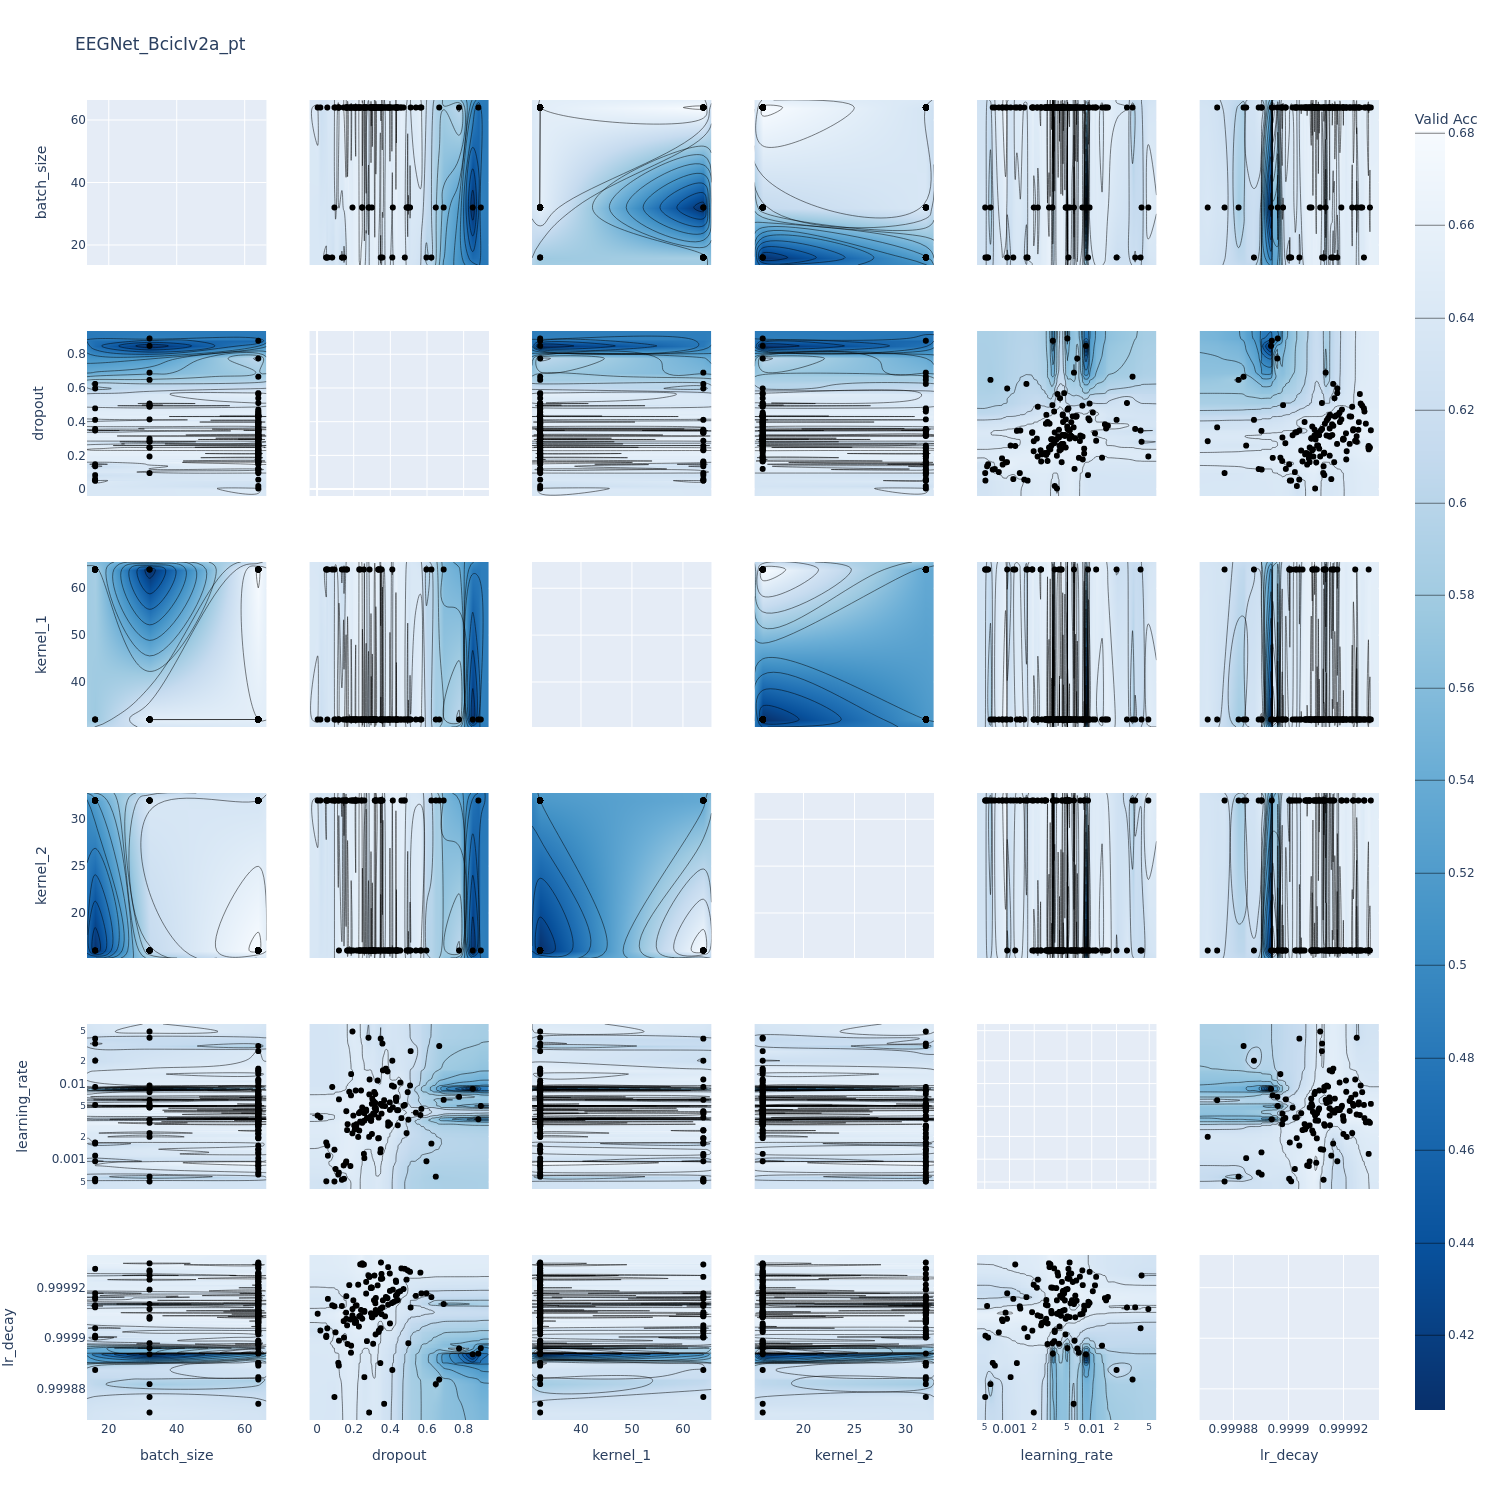 EEGNet_BcicIv2a_pt
Valid Acc
0.68
0.66
0.64
0.62
0.6
0.58
0.56
0.54
0.52
0.5
0.48
0.46
0.44
0.42
batch_size
60
40
20
dropout
0.8
0.6
0.4
0.2
0
kernel_1
60
50
40
kernel_2
30
25
20
learning_rate
5
2
0.01
5
2
0.001
5
lr_decay
0.99992
0.9999
0.99988
20 40 60
0 0.2 0.4 0.6 0.8
40 50 60
20 25 30
5 0.001 2 5 0.01 2 5
0.99988 0.9999 0.99992
batch_size dropout kernel_1 kernel_2 learning_rate lr_decay